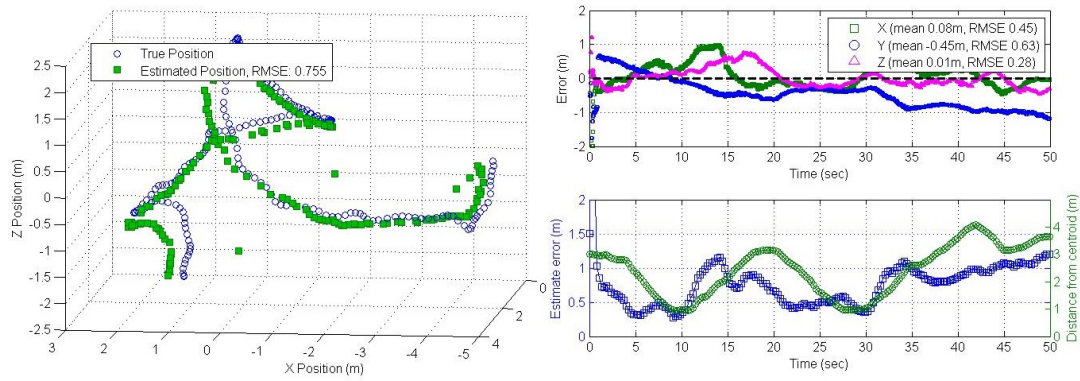 True Position
Estimated Position, RMSE: 0.755
2.5
2
1.5
1
0.5
0
-0.5
-1
-1.5
-2
-2.5
Z Position (m)
3
2
1
0
-1
-2
-3
-4
-5
X Position (m)
0
2
4
X (mean 0.08m, RMSE 0.45)
Y (mean -0.45m, RMSE 0.63)
Z (mean 0.01m, RMSE 0.28)
2
1
0
-1
-2
Error (m)
0 5 10 15 20 25 30 35 40 45 50
Time (sec)
2
1.5
1
0.5
0
Estimate error (m)
5
4
3
2
1
0
Distance from centroid (m)
0 5 10 15 20 25 30 35 40 45 50
Time (sec)